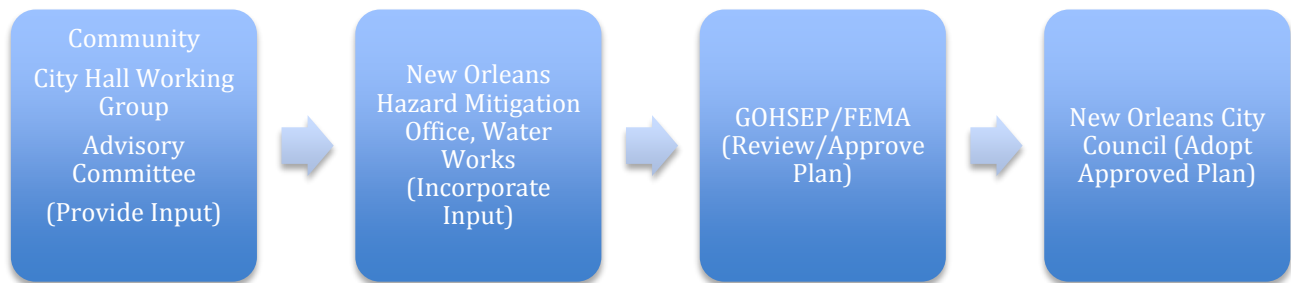 Community
City Hall Working
Group
Advisory
Committee
(Provide Input)
New Orleans
Hazard Mitigation
Office, Water
Works
(Incorporate
Input)
GOHSEP/FEMA
(Review/Approve
Plan)
New Orleans City
Council (Adopt
Approved Plan)